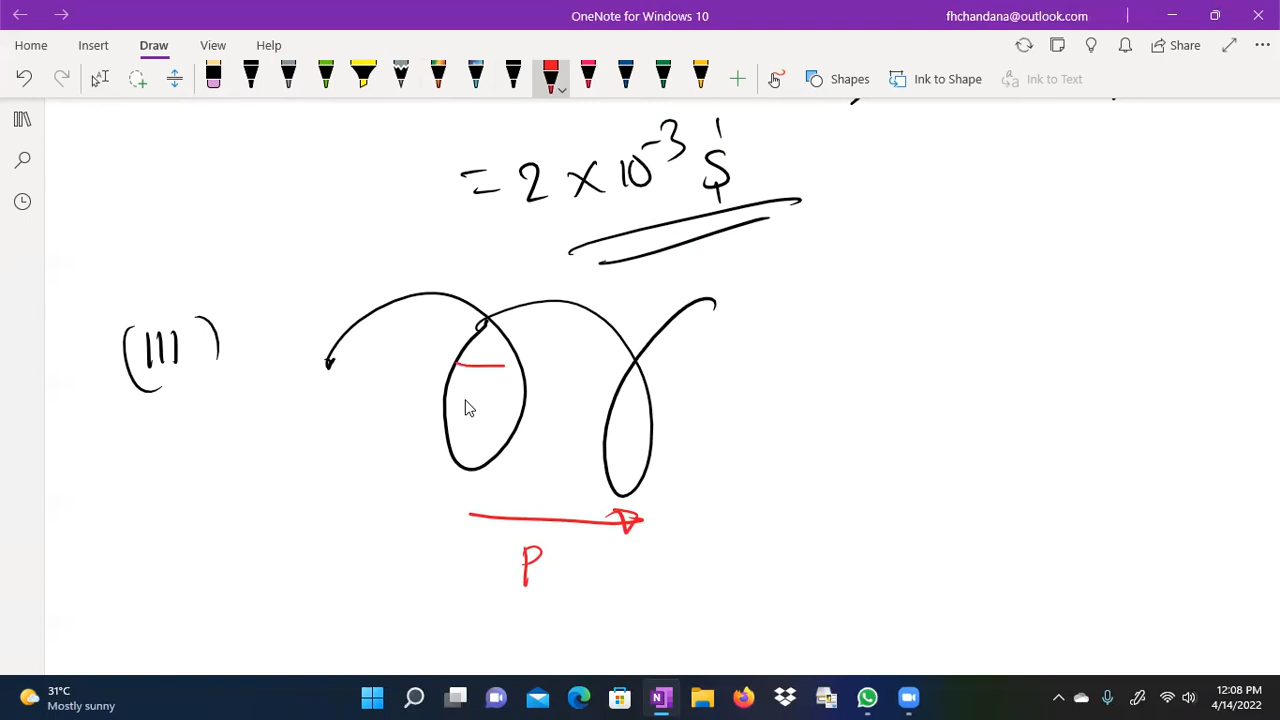 OneNote for Windows 10
fhchandana@outlook.com
Home Insert Draw View Help
Share
Shapes
Ink to Shape
Ink to Text
= 2 × 10⁻³ $
(III)
P
31°C
Mostly sunny
12:08 PM
4/14/2022